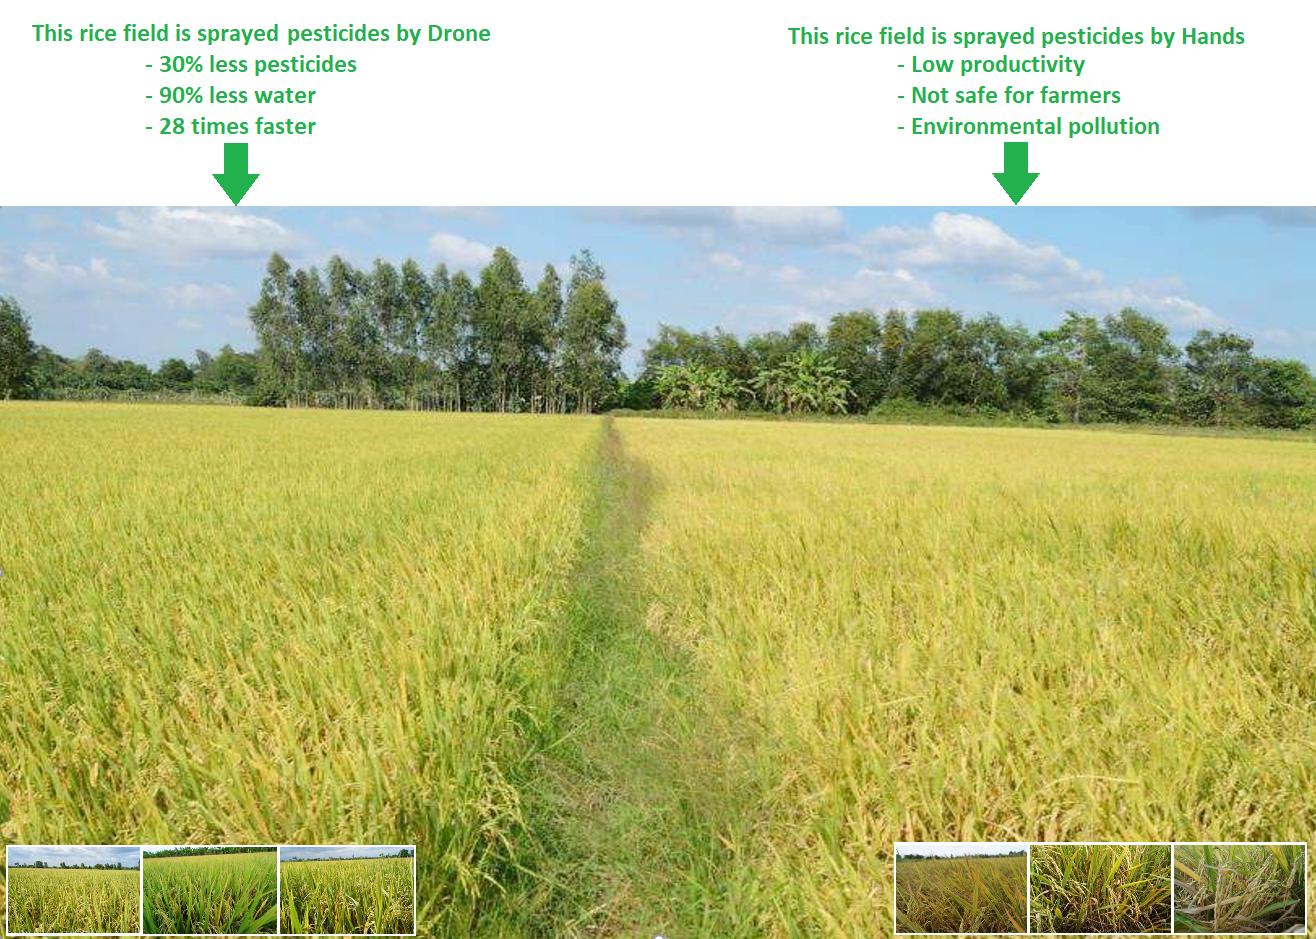 This rice field is sprayed pesticides by Drone
- 30% less pesticides
- 90% less water
- 28 times faster
This rice field is sprayed pesticides by Hands
- Low productivity
- Not safe for farmers
- Environmental pollution